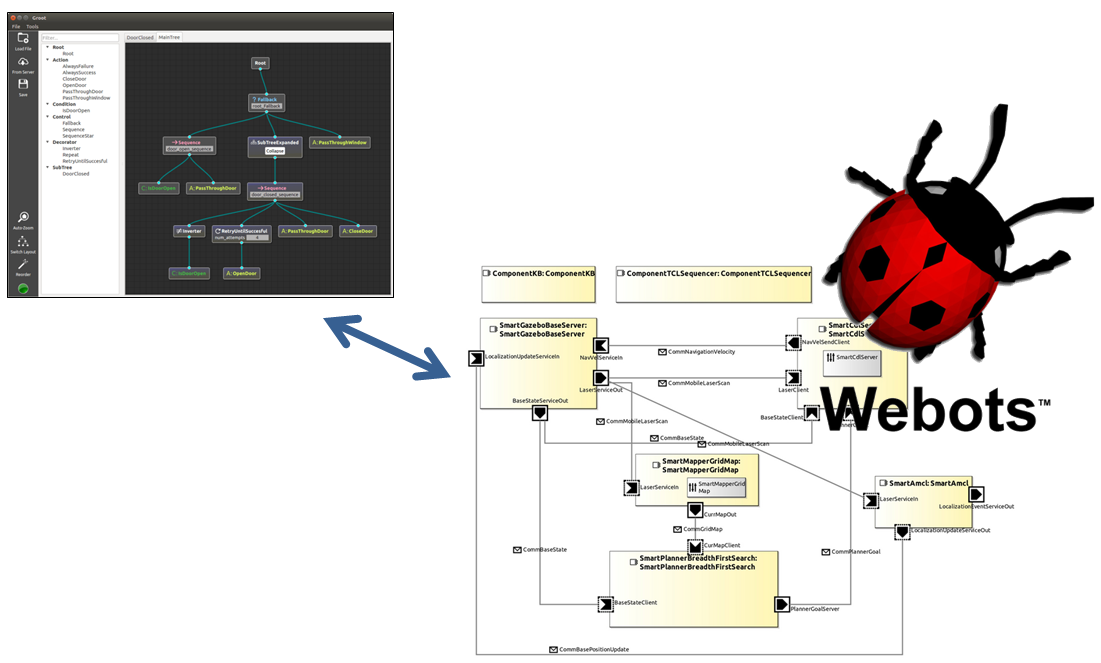 Groot
File Tools
Load File
From Server
Save
Auto-Zoom
Switch Layout
Reorder
Filter...
Root
Root
Action
AlwaysFailure
AlwaysSuccess
CloseDoor
OpenDoor
PassThroughDoor
PassThroughWindow
Condition
IsDoorOpen
Control
Fallback
Sequence
SequenceStar
Decorator
Inverter
Repeat
RetryUntilSuccesful
SubTree
DoorClosed
DoorClosed MainTree
Root
? Fallback
root_Fallback
Sequence
door_open_sequence
SubTreeExpanded
Collapse
A:PassThroughWindow
C:IsDoorOpen
A:PassThroughDoor
Sequence
door_closed_sequence
Inverter
RetryUntilSuccesful
num_attempts 4
A:PassThroughDoor
A:CloseDoor
C:IsDoorOpen
A:OpenDoor
ComponentKB: ComponentKB
ComponentTCLSequencer: ComponentTCLSequencer
SmartGazeboBaseServer:
SmartGazeboBaseServer
LocalizationUpdateServiceIn
NavVelServiceIn
LaserServiceOut
BaseStateServiceOut
CommNavigationVelocity
CommMobileLaserScan
CommMobileLaserScan
CommBaseState
CommMobileLaserScan
SmartCdlSe
SmartCdlS
NavVelSendClient
SmartCdlServer
LaserClient
BaseStateClient
Webots™
SmartMapperGridMap:
SmartMapperGridMap
LaserServiceIn
SmartMapperGrid
Map
CurrMapOut
CommGridMap
CurMapClient
SmartAmcl: SmartAmcl
LaserServiceIn
LocalizationEventServiceOut
LocalizationUpdateServiceOut
CommBaseState
CommPlannerGoal
SmartPlannerBreadthFirstSearch:
SmartPlannerBreadthFirstSearch
BaseStateClient
PlannerGoalServer
CommBasePositionUpdate